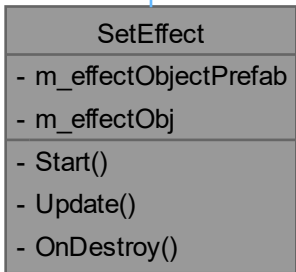 SetEffect
- m_effectObjectPrefab
- m_effectObj
- Start()
- Update()
- OnDestroy()